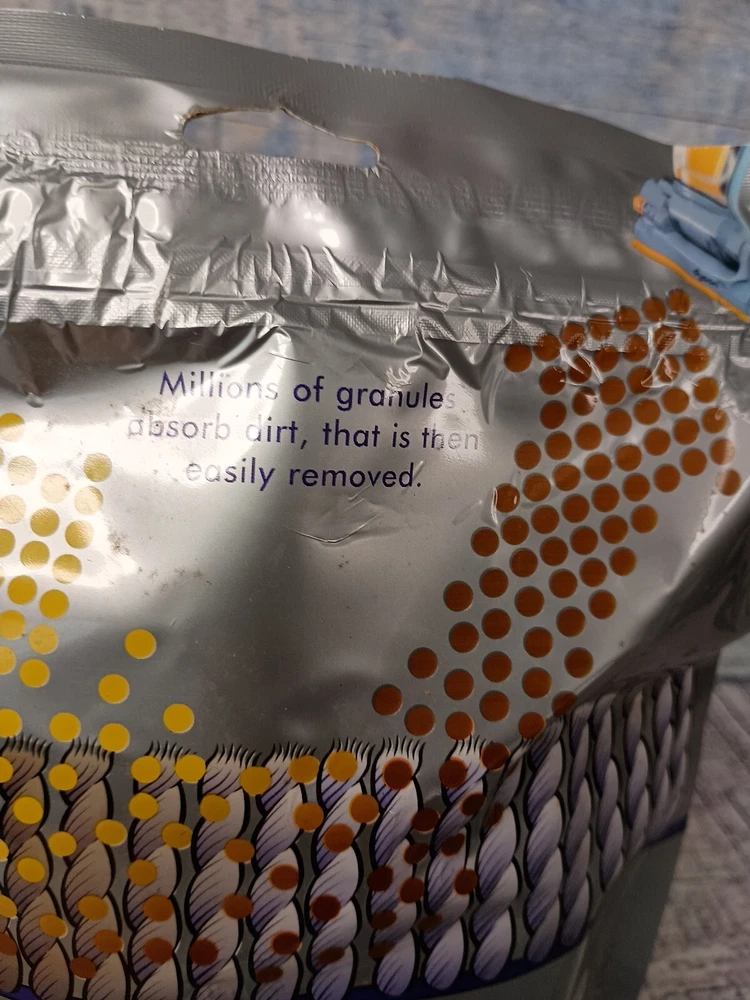 Millions of granules
absorb dirt, that is then
easily removed.